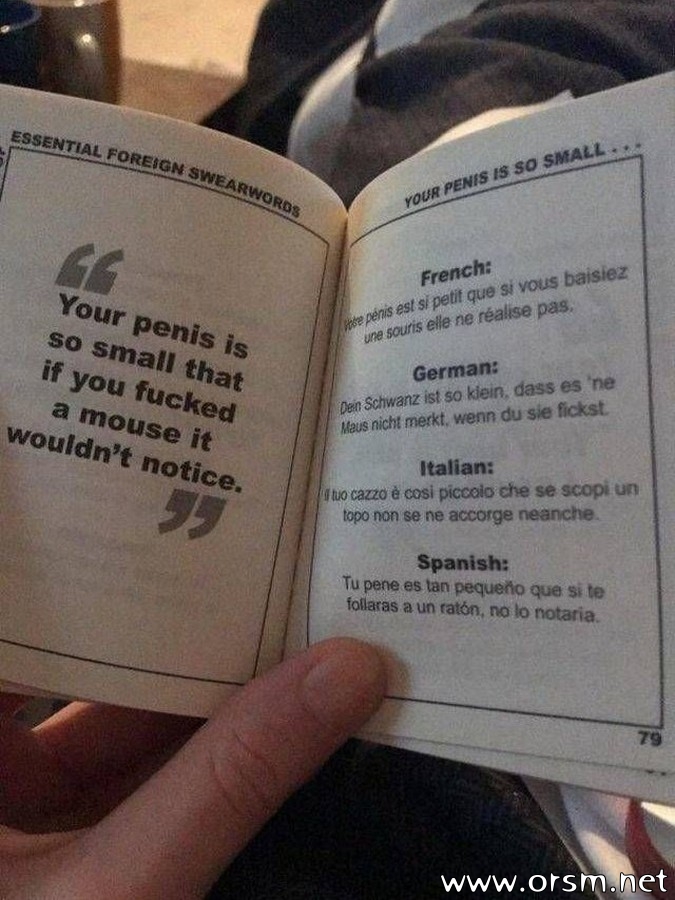 ESSENTIAL FOREIGN SWEARWORDS
“
Your penis is
so small that
if you fucked
a mouse it
wouldn't notice.
”
YOUR PENIS IS SO SMALL . . .
French:
Votre pénis est si petit que si vous baisiez
une souris elle ne réalise pas.
German:
Dein Schwanz ist so klein, dass es 'ne
Maus nicht merkt, wenn du sie fickst.
Italian:
Il tuo cazzo è cosi piccolo che se scopi un
topo non se ne accorge neanche.
Spanish:
Tu pene es tan pequeño que si te
follaras a un ratón, no lo notaria.
79
www.orsm.net